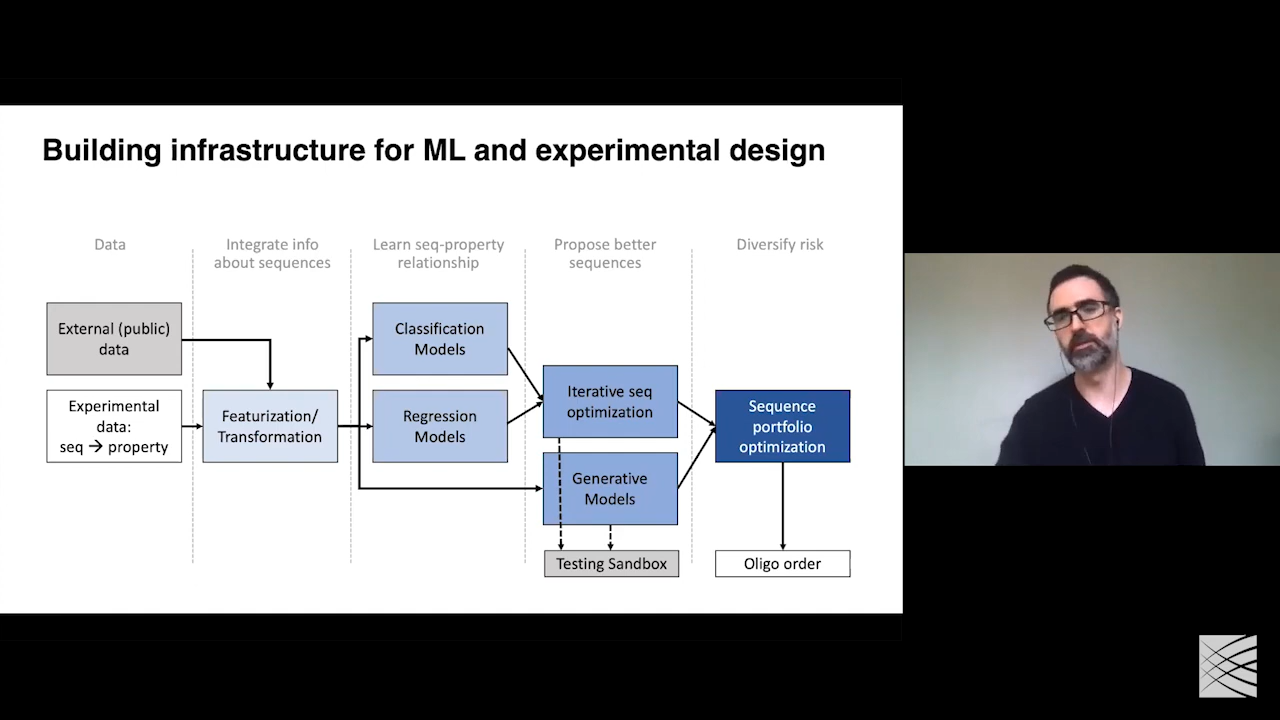 Building infrastructure for ML and experimental design
Data
Integrate info
about sequences
Learn seq-property
relationship
Propose better
sequences
Diversify risk
External (public)
data
Experimental
data:
seq → property
Featurization/
Transformation
Classification
Models
Regression
Models
Iterative seq
optimization
Generative
Models
Testing Sandbox
Sequence
portfolio
optimization
Oligo order